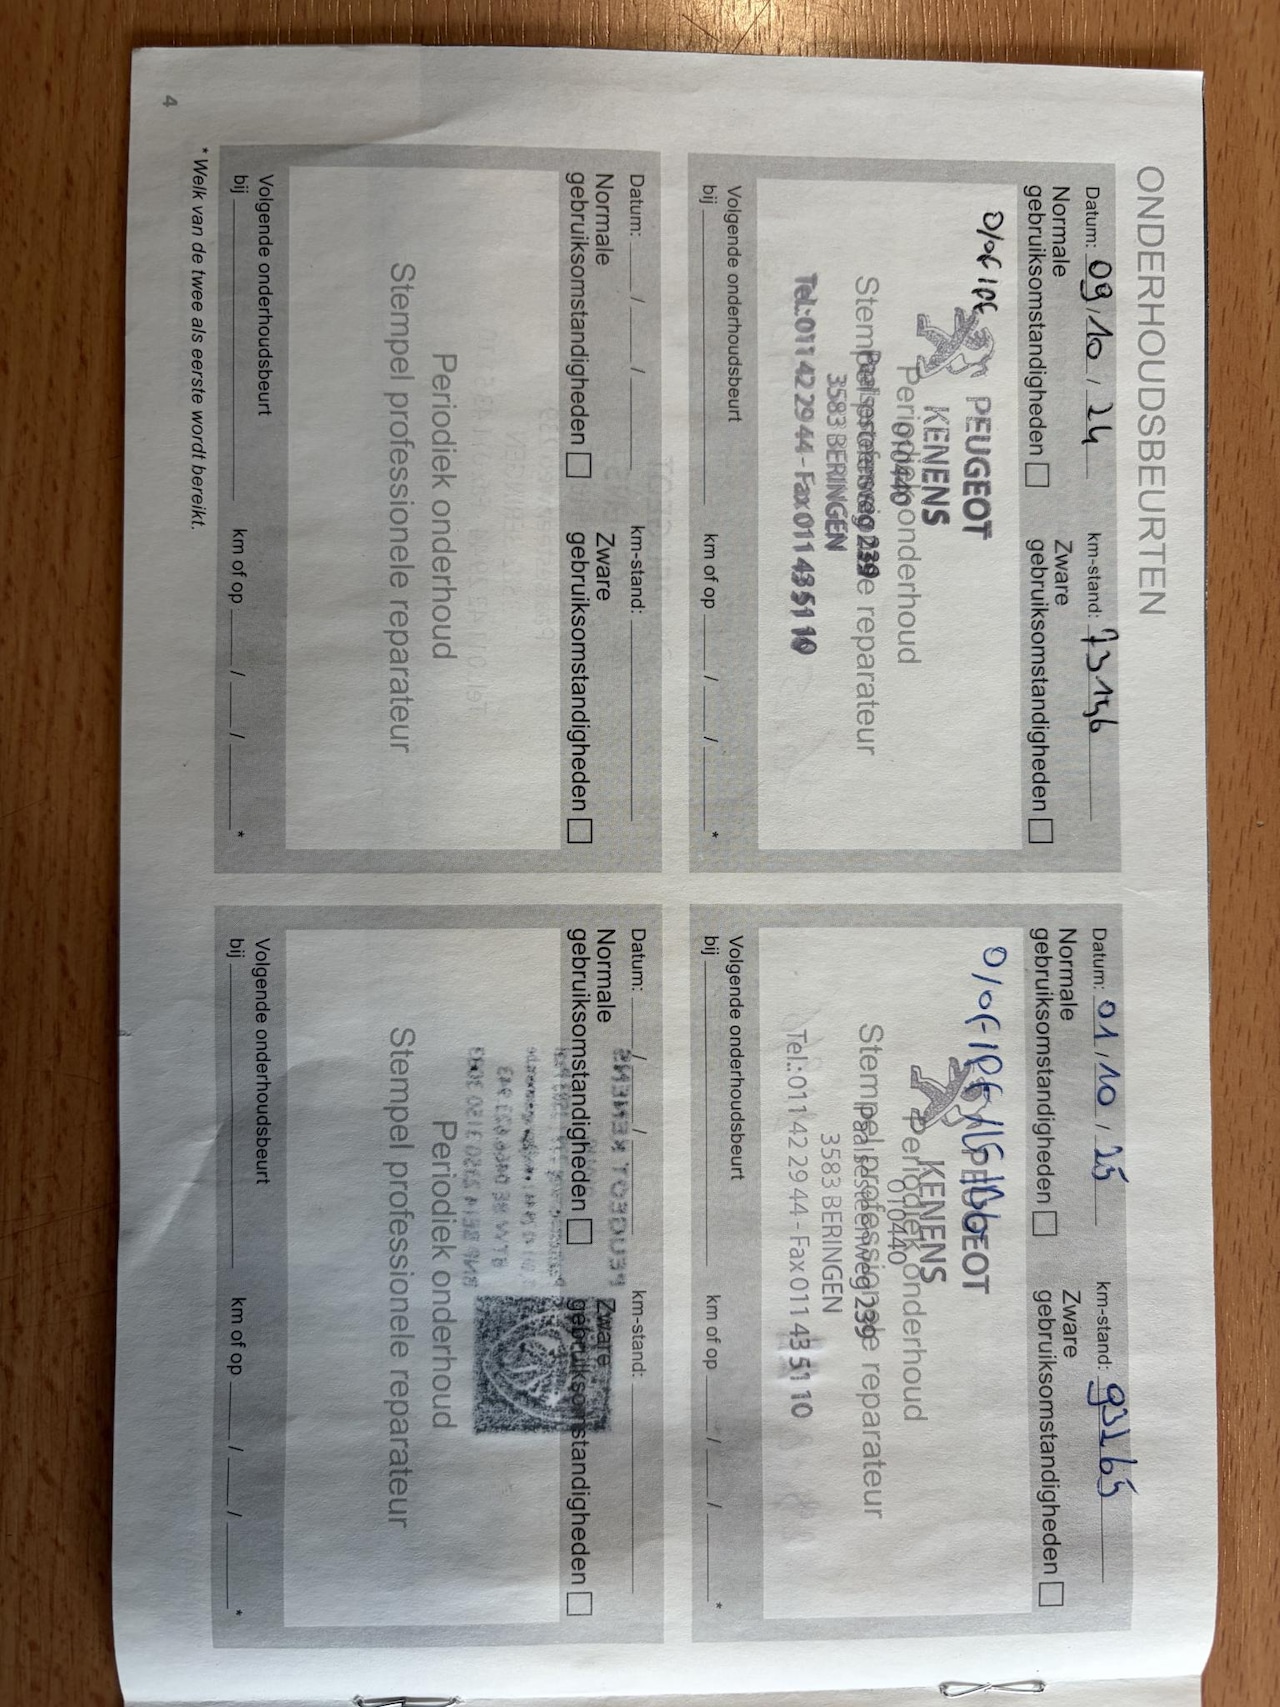 ONDERHOUDSBEURTEN
Datum: 09 / 10 / 24 km-stand: 73156
Normale gebruiksomstandigheden
Zware gebruiksomstandigheden
PEUGEOT
KENENS
Periodiek onderhoud
010440
Stempel professionele reparateur
3583 BERINGEN
Tel.:011 42 29 44 - Fax 011 43 51 10
Volgende onderhoudsbeurt
bij km of op / / *
Datum: 01 / 10 / 25 km-stand: 93265
Normale gebruiksomstandigheden
Zware gebruiksomstandigheden
PEUGEOT
KENENS
Periodiek onderhoud
010440
Stempel professionele reparateur
3583 BERINGEN
Tel.:011 42 29 44 - Fax 011 43 51 10
Volgende onderhoudsbeurt
bij km of op / / *
Datum: / / km-stand:
Normale gebruiksomstandigheden
Zware gebruiksomstandigheden
Periodiek onderhoud
Stempel professionele reparateur
Volgende onderhoudsbeurt
bij km of op / / *
Datum: / / km-stand:
Normale gebruiksomstandigheden
Zware gebruiksomstandigheden
Periodiek onderhoud
Stempel professionele reparateur
Volgende onderhoudsbeurt
bij km of op / / *
* Welk van de twee als eerste wordt bereikt.
4